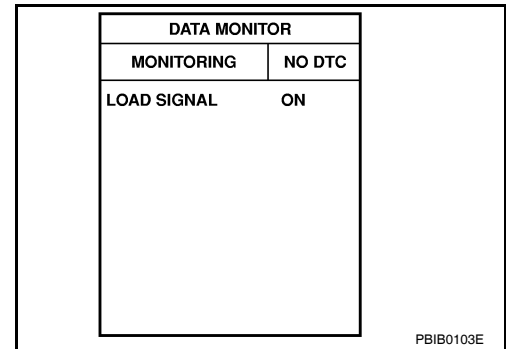 DATA MONITOR
MONITORING NO DTC
LOAD SIGNAL ON
PBIB0103E